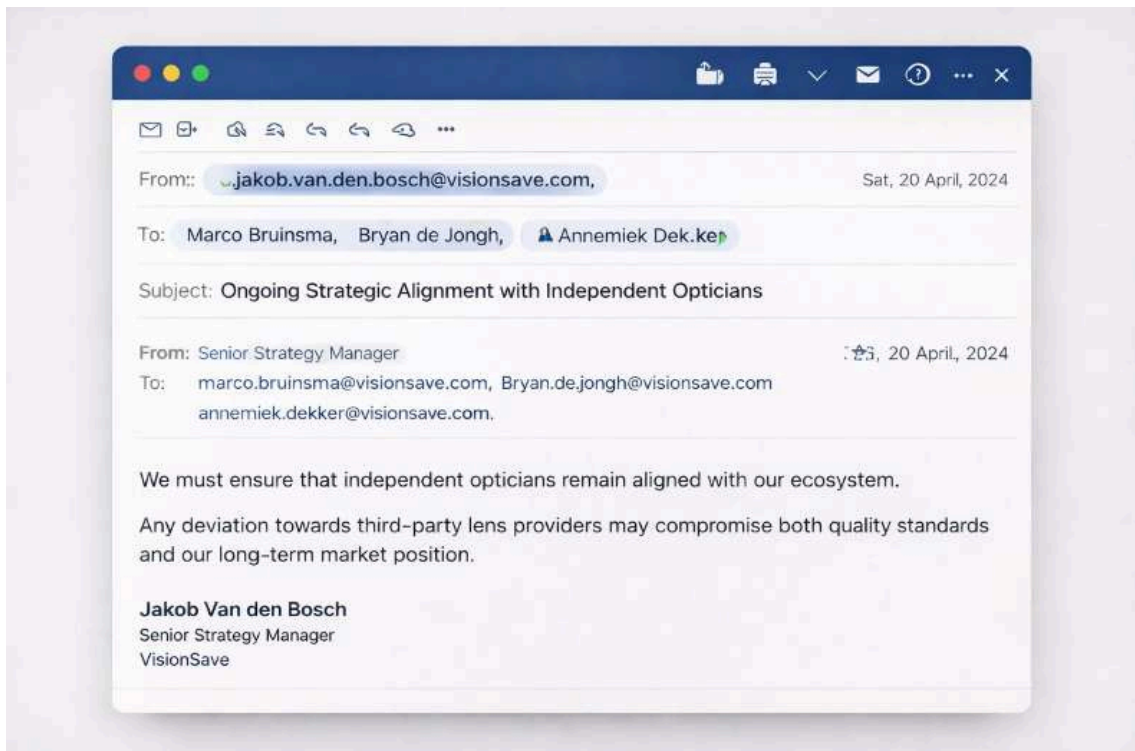 From:: .jakob.van.den.bosch@visionsave.com, Sat, 20 April, 2024
To: Marco Bruinsma, Bryan de Jongh, Annemiek Dek.ker
Subject: Ongoing Strategic Alignment with Independent Opticians
From: Senior Strategy Manager , 20 April., 2024
To: marco.bruinsma@visionsave.com, Bryan.de.jongh@visionsave.com
annemiek.dekker@visionsave.com.
We must ensure that independent opticians remain aligned with our ecosystem.
Any deviation towards third-party lens providers may compromise both quality standards
and our long-term market position.
Jakob Van den Bosch
Senior Strategy Manager
VisionSave